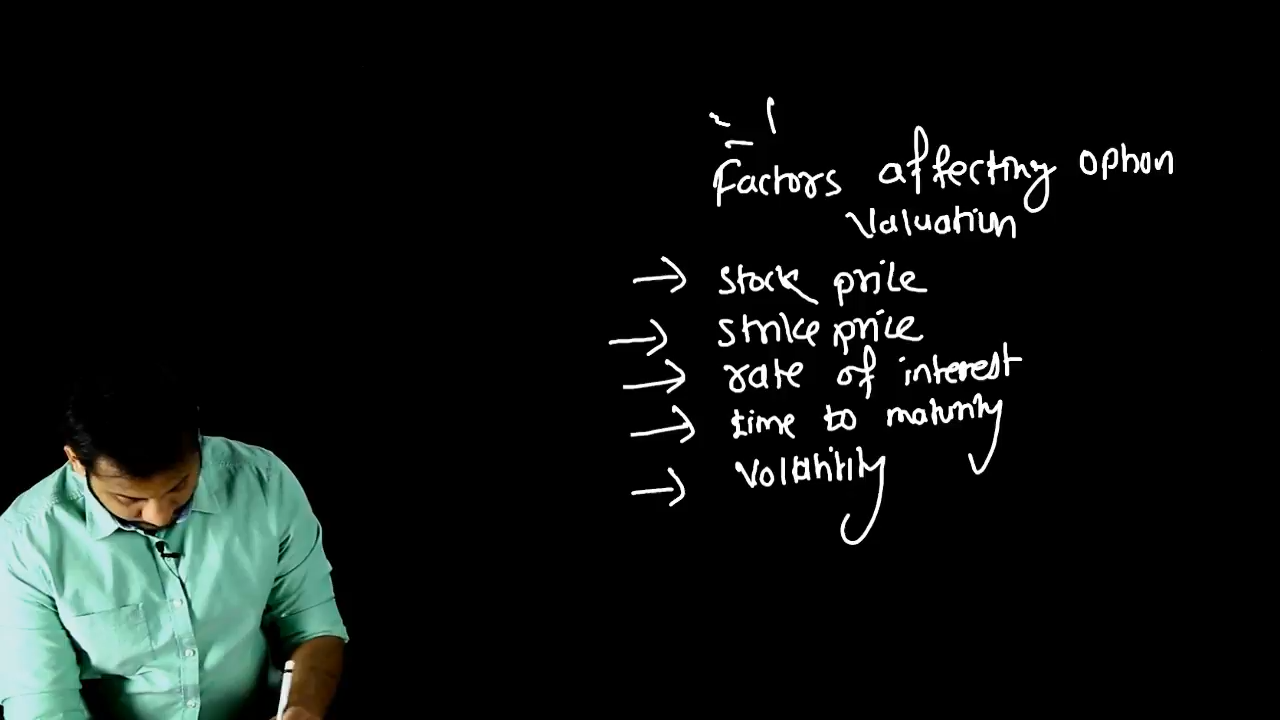 Factors affecting option
valuation
→ stock price
→ strike price
→ rate of interest
→ time to maturity
→ volatility